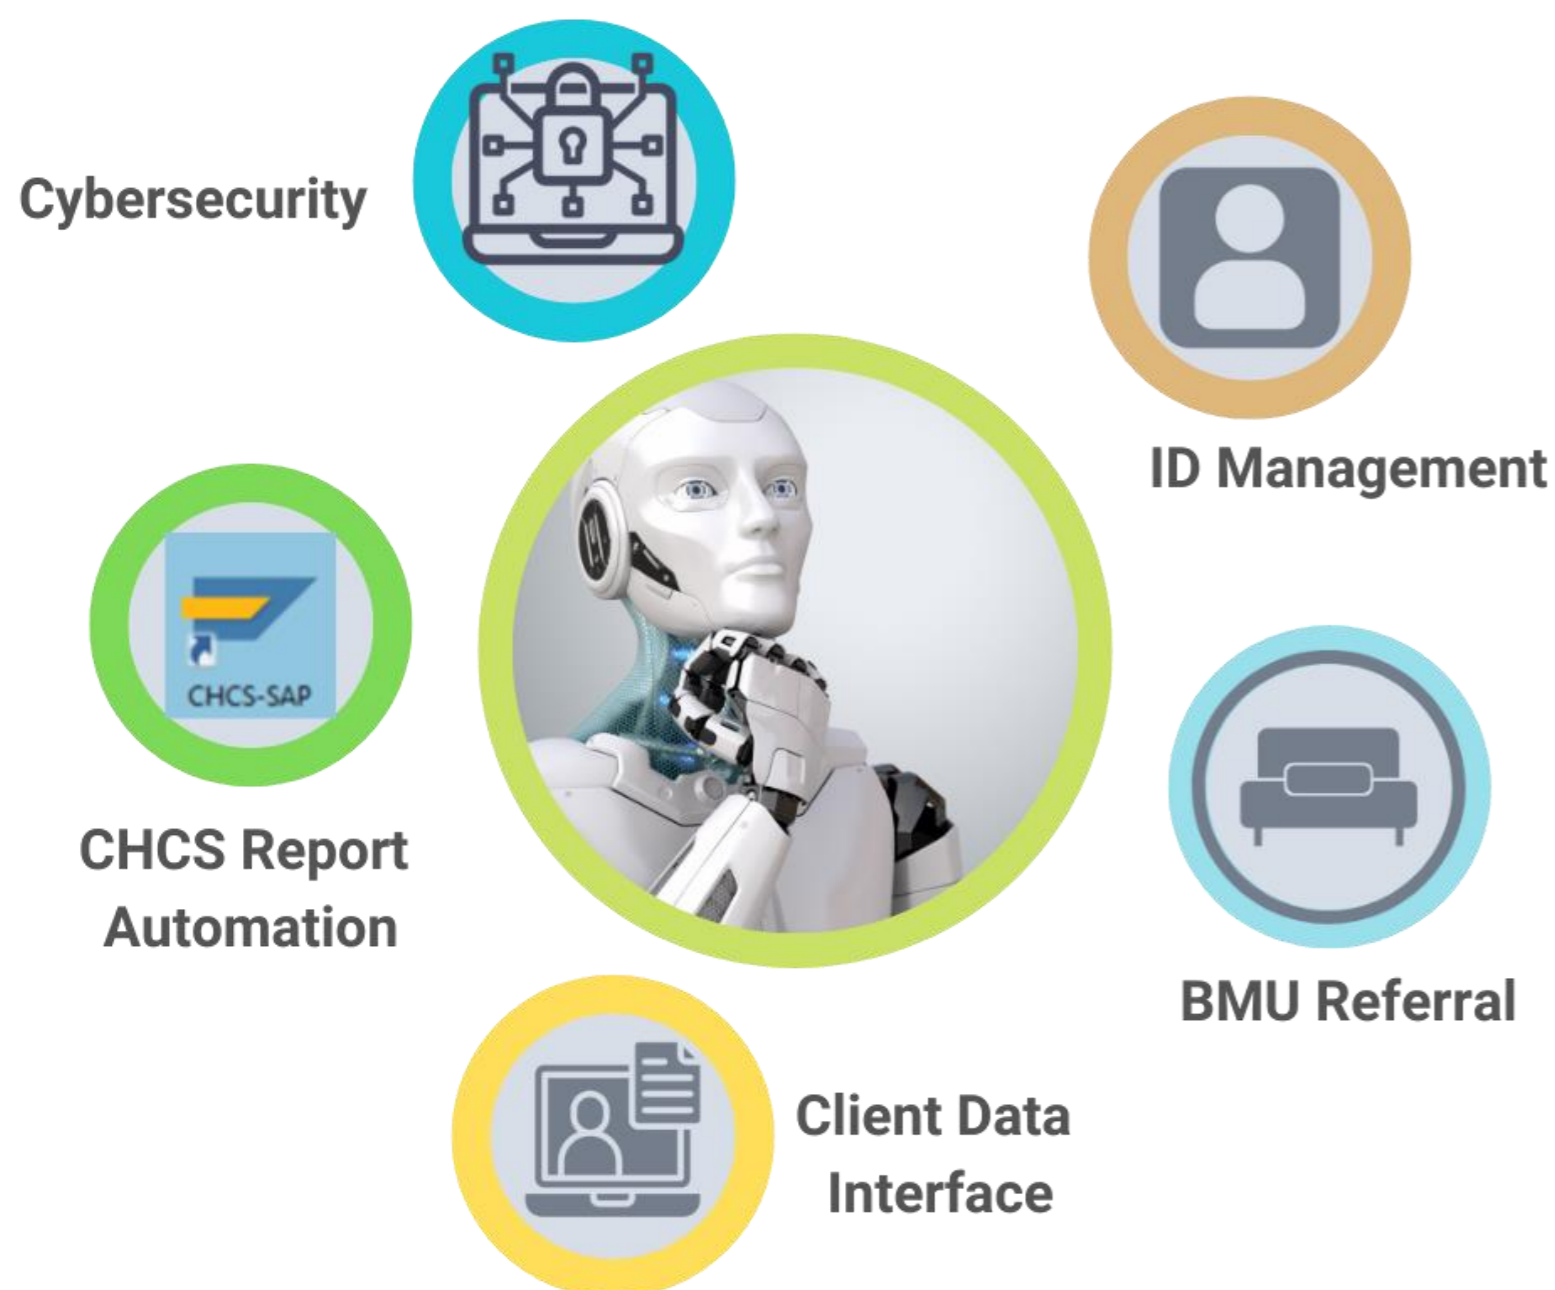 Cybersecurity
ID Management
CHCS-SAP
CHCS Report
Automation
BMU Referral
Client Data
Interface